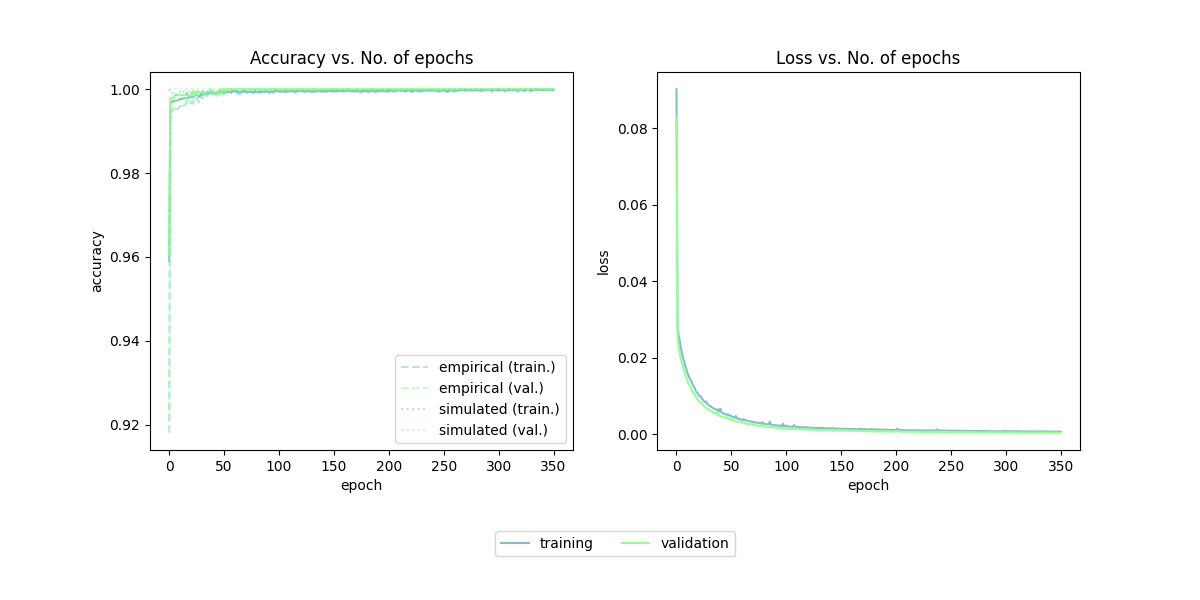 Accuracy vs. No. of epochs
1.00
0.98
0.96
0.94
0.92
accuracy
empirical (train.)
empirical (val.)
simulated (train.)
simulated (val.)
0 50 100 150 200 250 300 350
epoch
Loss vs. No. of epochs
0.08
0.06
0.04
0.02
0.00
loss
0 50 100 150 200 250 300 350
epoch
training validation